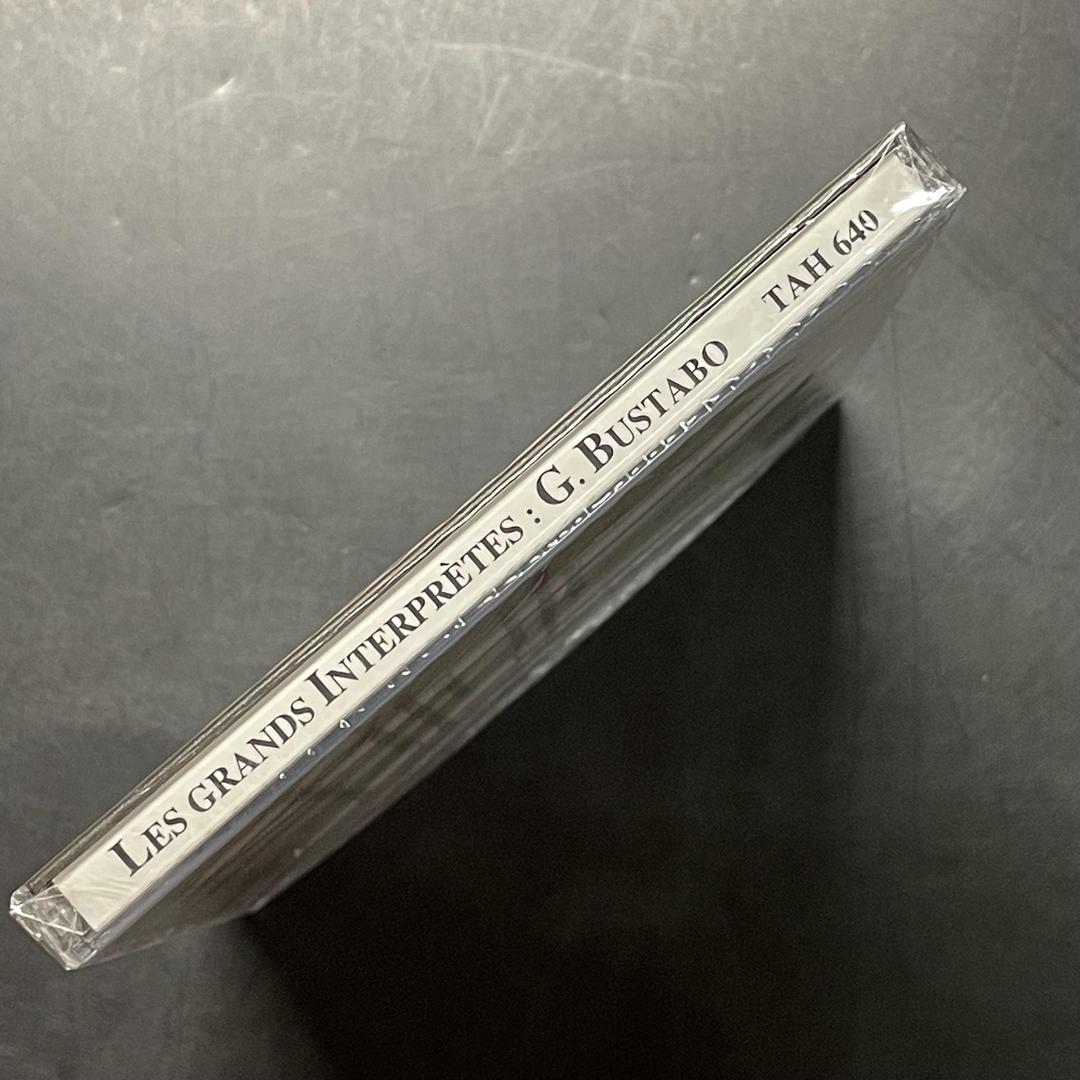 LES GRANDS INTERPRÈTES : G. BUSTABO TAH 640